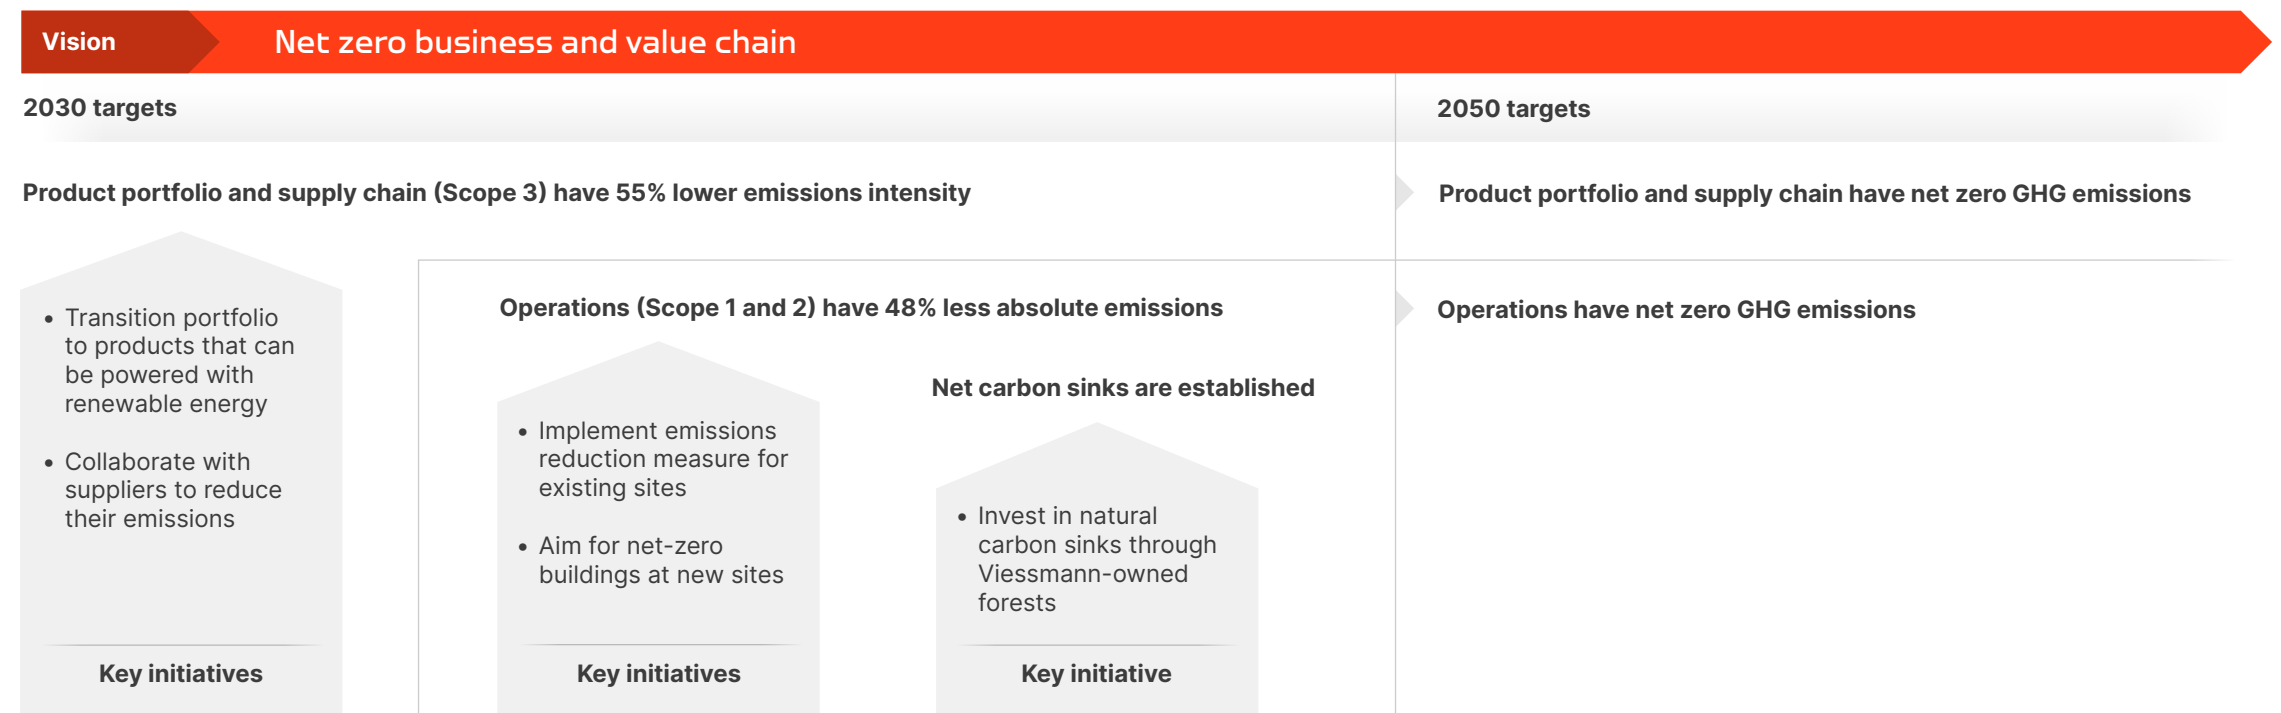 Vision
Net zero business and value chain
2030 targets
2050 targets
Product portfolio and supply chain (Scope 3) have 55% lower emissions intensity
Product portfolio and supply chain have net zero GHG emissions
• Transition portfolio
to products that can
be powered with
renewable energy
• Collaborate with
suppliers to reduce
their emissions
Key initiatives
Operations (Scope 1 and 2) have 48% less absolute emissions
Operations have net zero GHG emissions
• Implement emissions
reduction measure for
existing sites
• Aim for net-zero
buildings at new sites
Key initiatives
Net carbon sinks are established
• Invest in natural
carbon sinks through
Viessmann-owned
forests
Key initiative